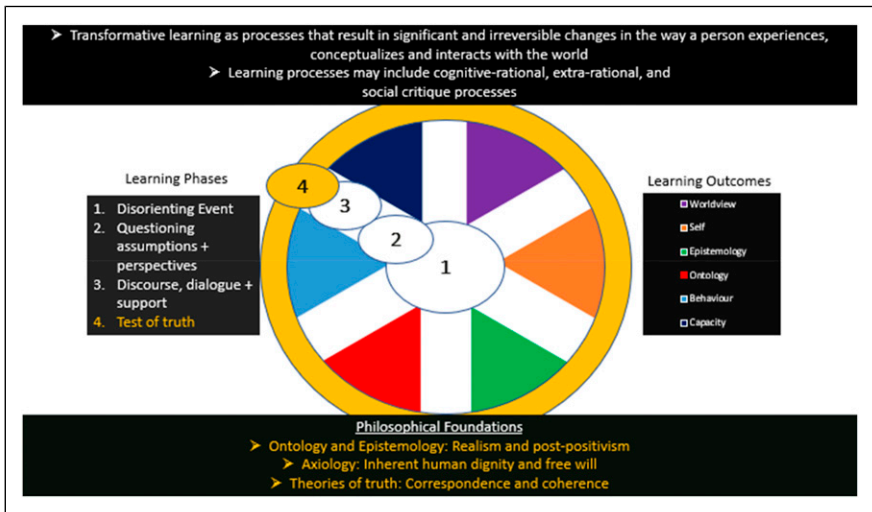 ➤ Transformative learning as processes that result in significant and irreversible changes in the way a person experiences,
conceptualizes and interacts with the world
➤ Learning processes may include cognitive-rational, extra-rational, and
social critique processes
Learning Phases
1. Disorienting Event
2. Questioning
assumptions +
perspectives
3. Discourse, dialogue +
support
4. Test of truth
4
3
2
1
Learning Outcomes
Worldview
Self
Epistemology
Ontology
Behaviour
Capacity
Philosophical Foundations
➤ Ontology and Epistemology: Realism and post-positivism
➤ Axiology: Inherent human dignity and free will
➤ Theories of truth: Correspondence and coherence